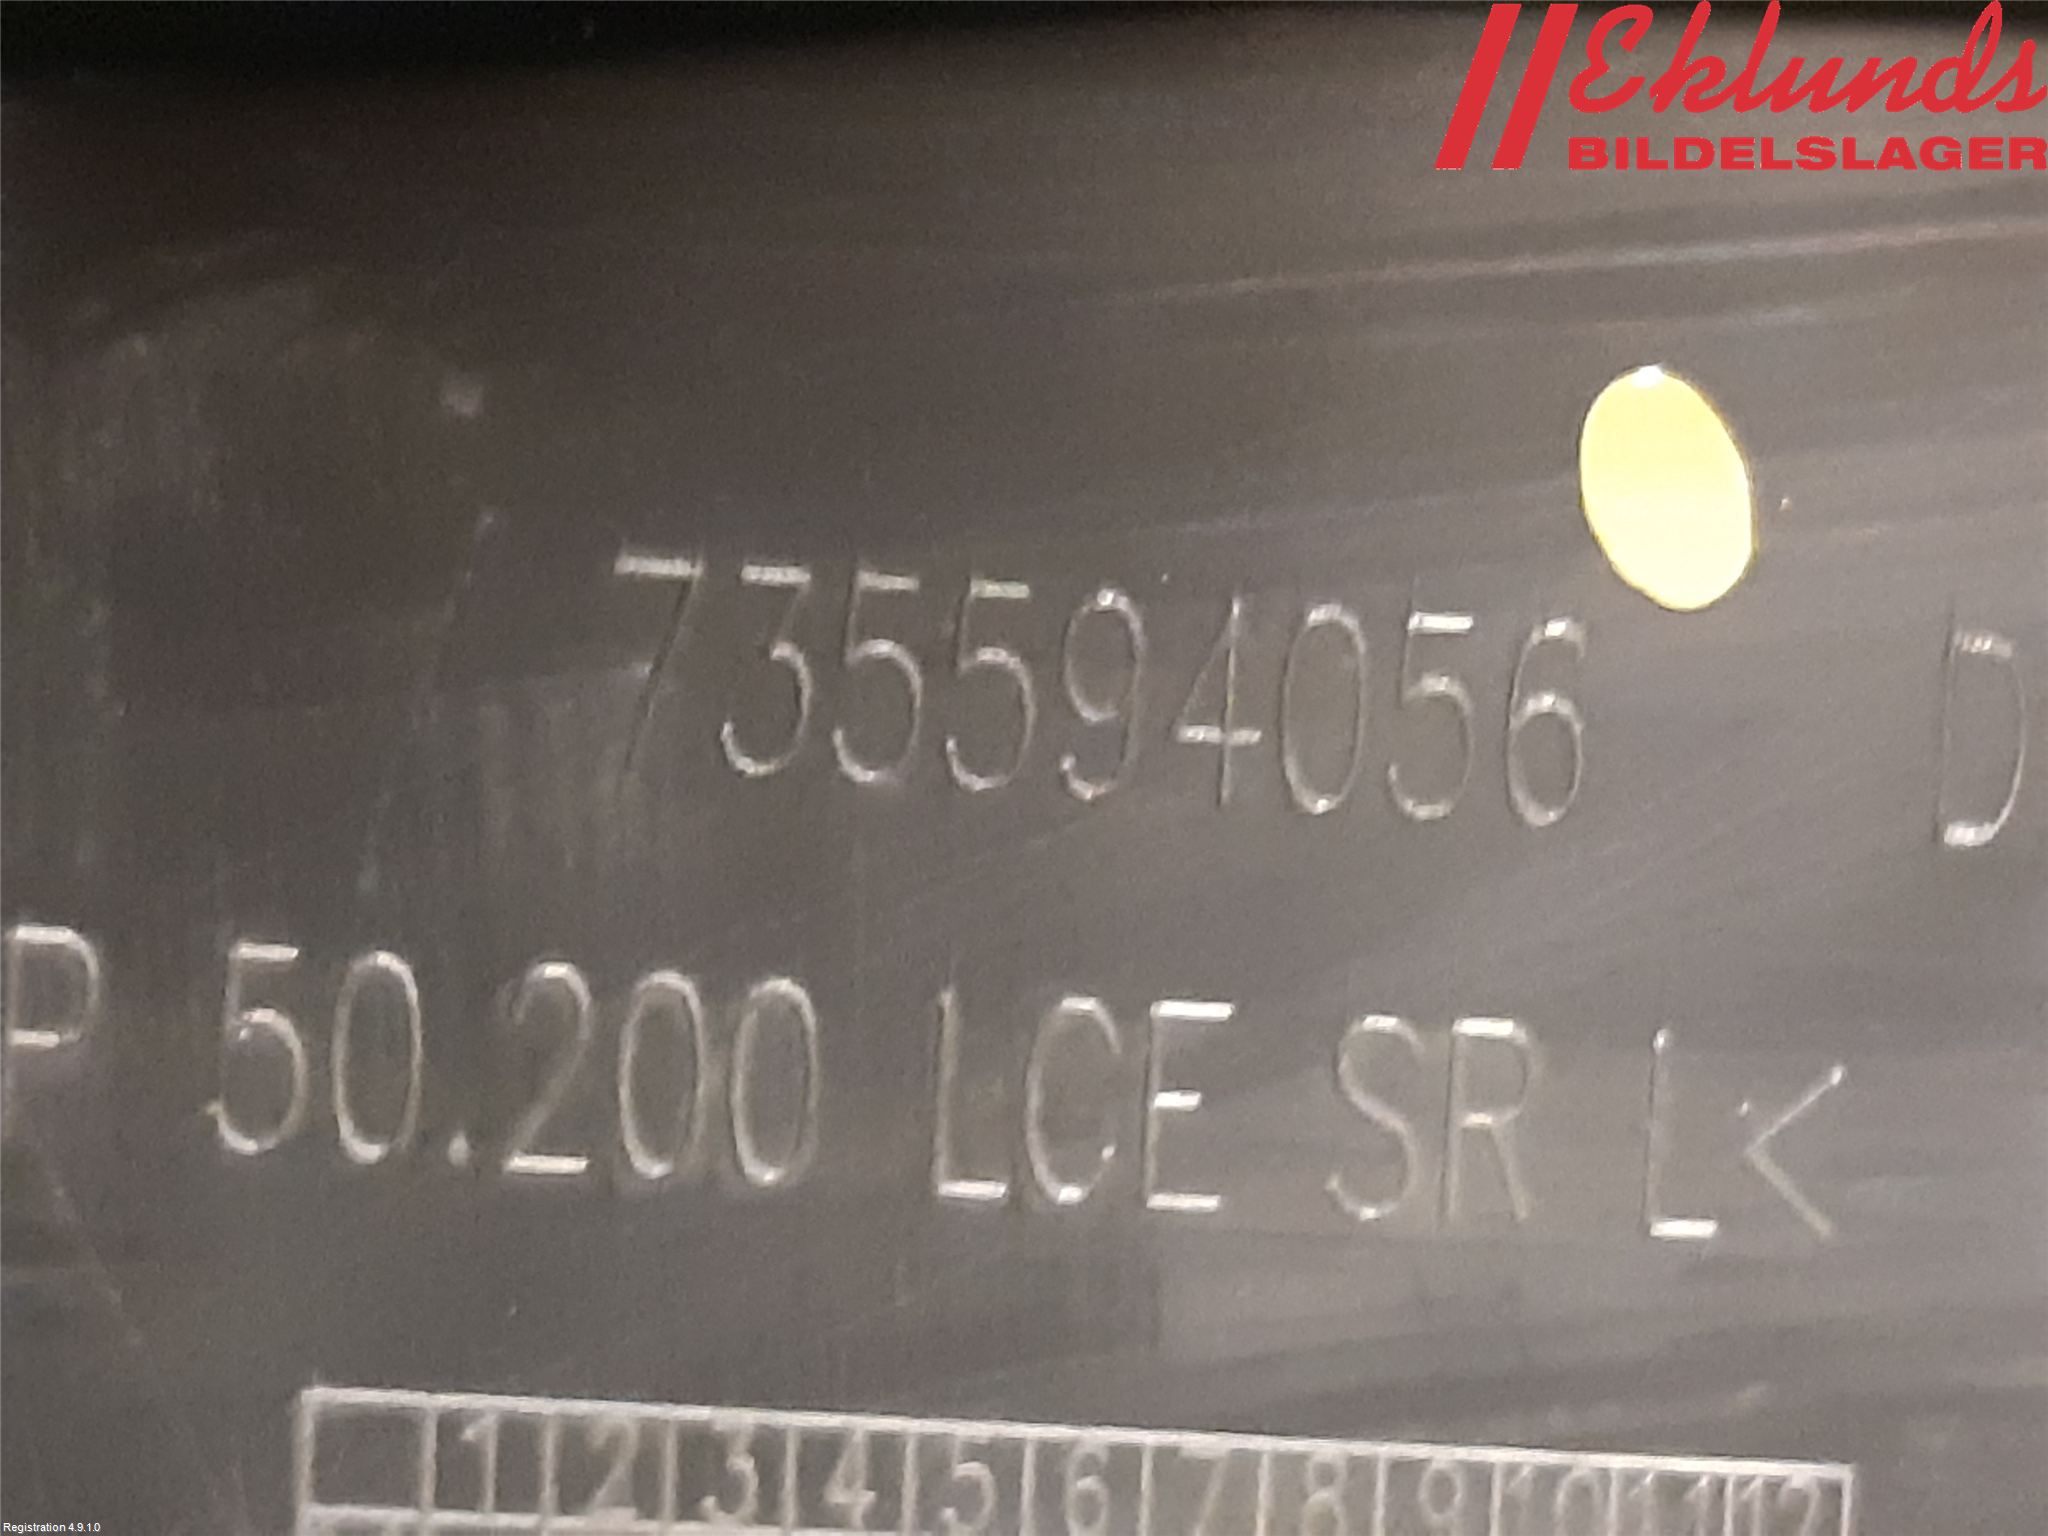 Eklunds
BILDELSLAGER
735594056 D
P 50.200 LCE SR L<
1 2 3 4 5 6 7 8 9 10 11 12
Registration 4.9.1.0